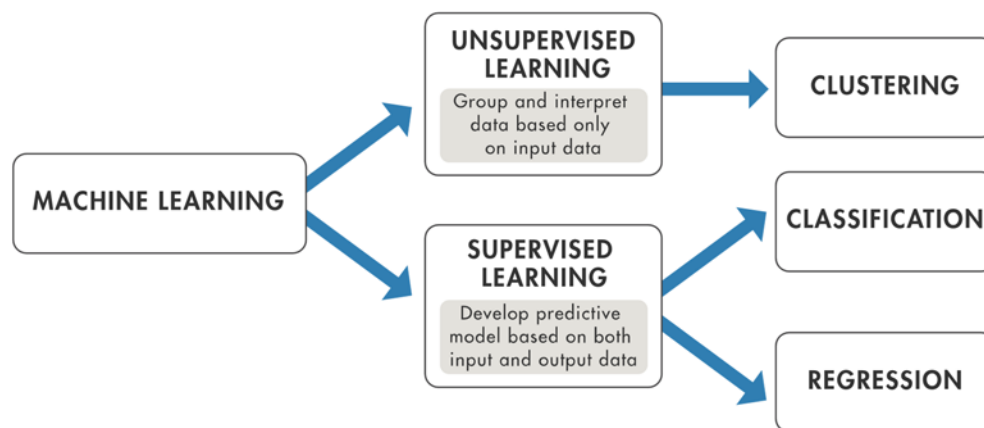 MACHINE LEARNING
UNSUPERVISED
LEARNING
Group and interpret
data based only
on input data
SUPERVISED
LEARNING
Develop predictive
model based on both
input and output data
CLUSTERING
CLASSIFICATION
REGRESSION